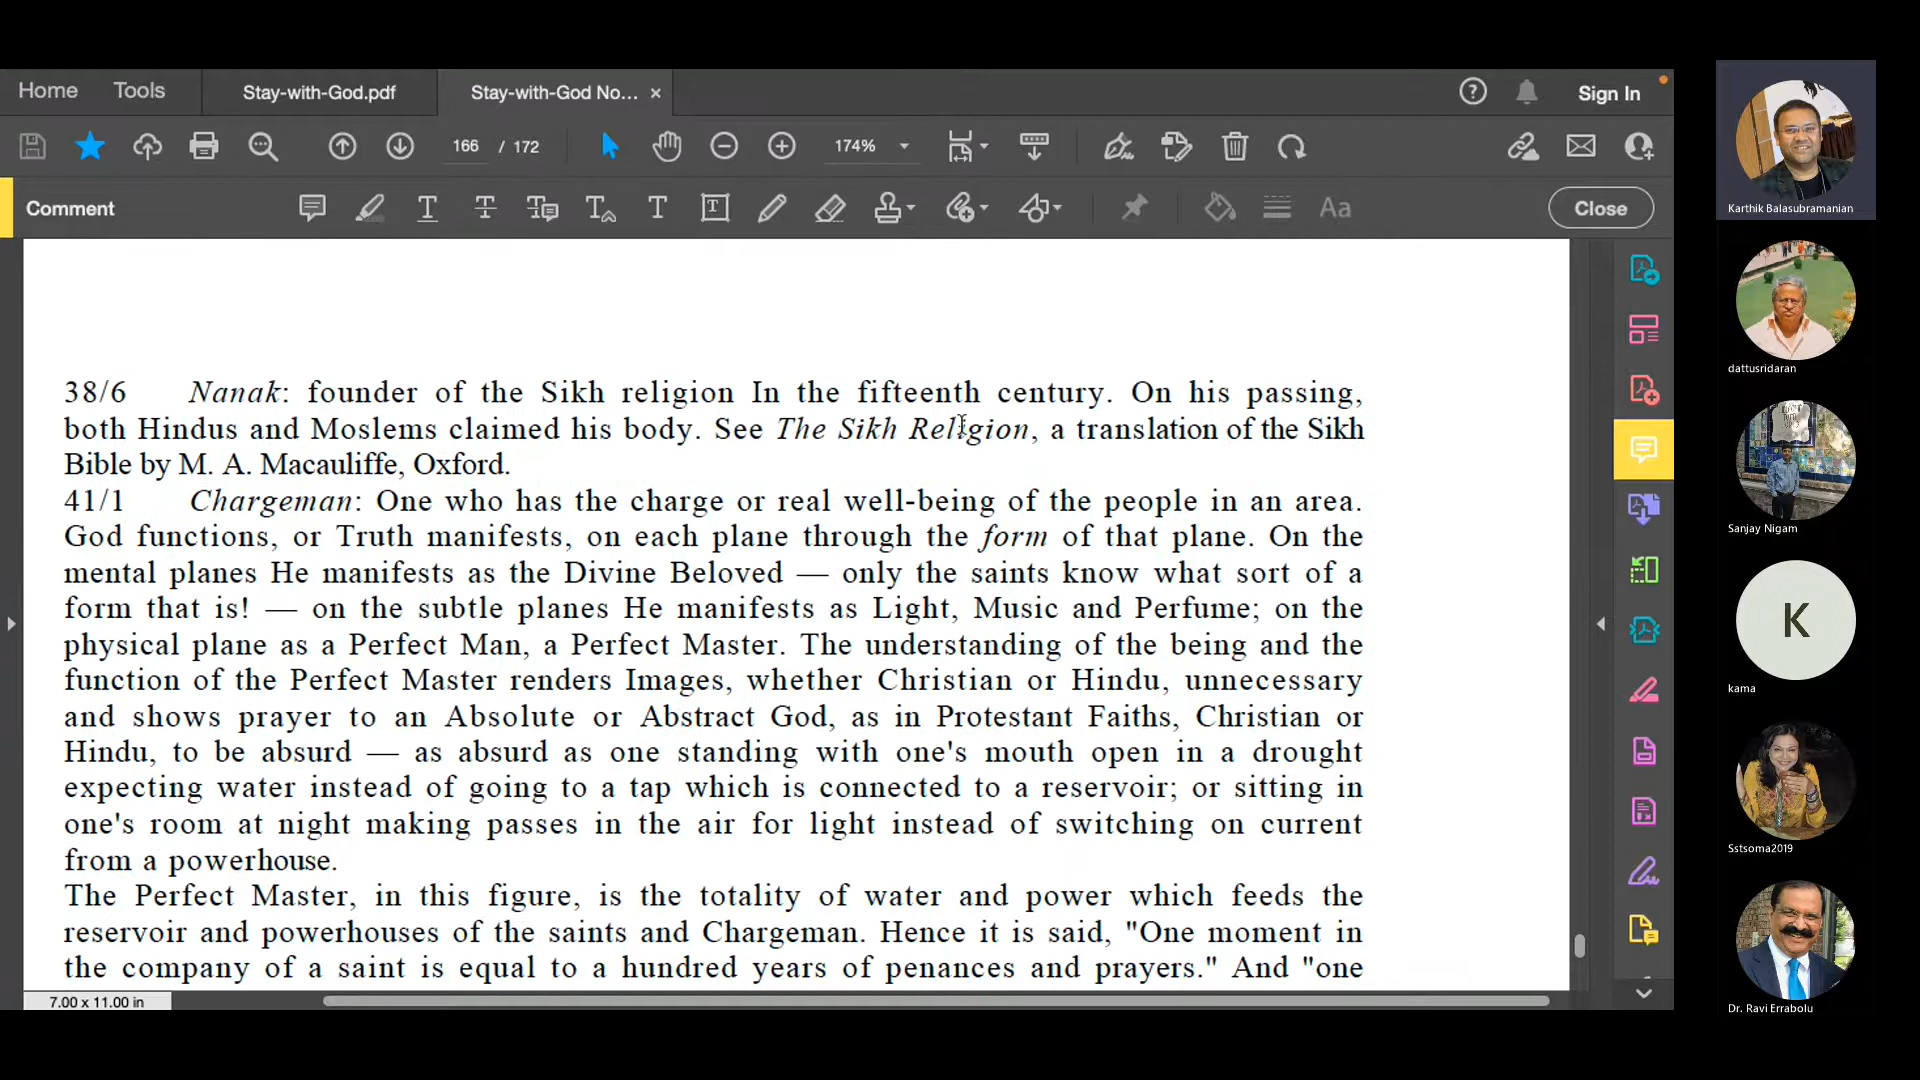 Home
Tools
Stay-with-God.pdf
Stay-with-God No...
Sign In
166 / 172
174%
Comment
Close
38/6 Nanak: founder of the Sikh religion In the fifteenth century. On his passing,
both Hindus and Moslems claimed his body. See The Sikh Religion, a translation of the Sikh
Bible by M. A. Macauliffe, Oxford.
41/1 Chargeman: One who has the charge or real well-being of the people in an area.
God functions, or Truth manifests, on each plane through the form of that plane. On the
mental planes He manifests as the Divine Beloved — only the saints know what sort of a
form that is! — on the subtle planes He manifests as Light, Music and Perfume; on the
physical plane as a Perfect Man, a Perfect Master. The understanding of the being and the
function of the Perfect Master renders Images, whether Christian or Hindu, unnecessary
and shows prayer to an Absolute or Abstract God, as in Protestant Faiths, Christian or
Hindu, to be absurd — as absurd as one standing with one's mouth open in a drought
expecting water instead of going to a tap which is connected to a reservoir; or sitting in
one's room at night making passes in the air for light instead of switching on current
from a powerhouse.
The Perfect Master, in this figure, is the totality of water and power which feeds the
reservoir and powerhouses of the saints and Chargeman. Hence it is said, "One moment in
the company of a saint is equal to a hundred years of penances and prayers." And "one
7.00 x 11.00 in
Karthik Balasubramanian
dattusridaran
Sanjay Nigam
K
kama
Sstsoma2019
Dr. Ravi Errabolu